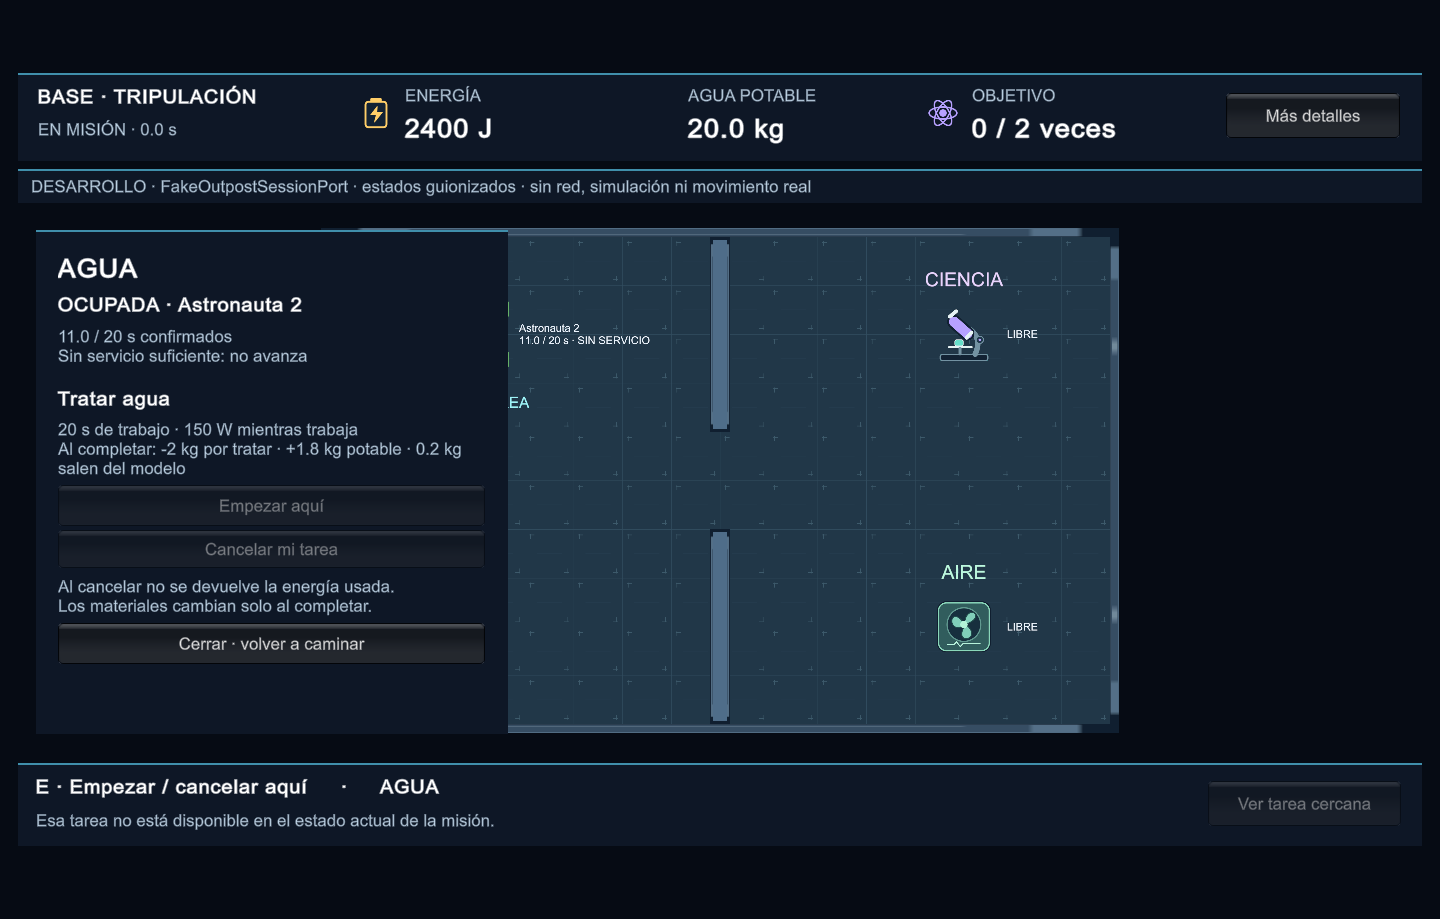 BASE · TRIPULACIÓN
EN MISIÓN · 0.0 s
ENERGÍA
2400 J
AGUA POTABLE
20.0 kg
OBJETIVO
0 / 2 veces
Más detalles
DESARROLLO · FakeOutpostSessionPort · estados guionizados · sin red, simulación ni movimiento real
AGUA
OCUPADA · Astronauta 2
11.0 / 20 s confirmados
Sin servicio suficiente: no avanza
Tratar agua
20 s de trabajo · 150 W mientras trabaja
Al completar: -2 kg por tratar · +1.8 kg potable · 0.2 kg
salen del modelo
Empezar aquí
Cancelar mi tarea
Al cancelar no se devuelve la energía usada.
Los materiales cambian solo al completar.
Cerrar · volver a caminar
Astronauta 2
11.0 / 20 s · SIN SERVICIO
EA
CIENCIA
LIBRE
AIRE
LIBRE
E · Empezar / cancelar aquí · AGUA
Esa tarea no está disponible en el estado actual de la misión.
Ver tarea cercana